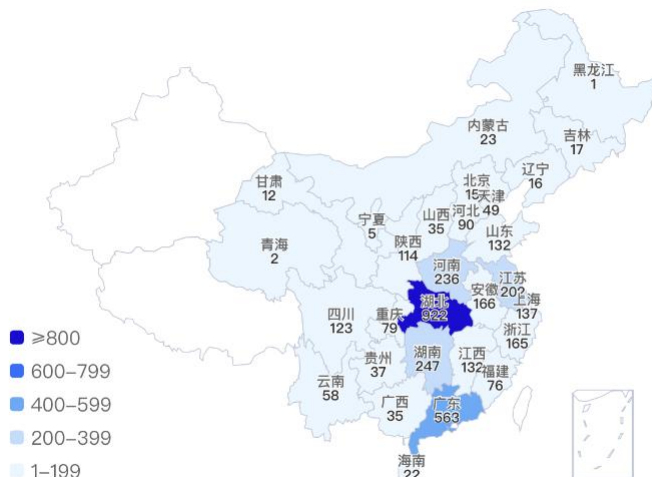 黑龙江
1
内蒙古
23
吉林
17
辽宁
16
北京
15
天津
49
甘肃
12
宁夏
5
山西
35
河北
90
山东
132
青海
2
陕西
114
河南
236
江苏
202
安徽
166
上海
137
湖北
922
四川
123
重庆
79
浙江
165
湖南
247
江西
132
贵州
37
福建
76
云南
58
广西
35
广东
563
海南
22
≥800
600–799
400–599
200–399
1–199